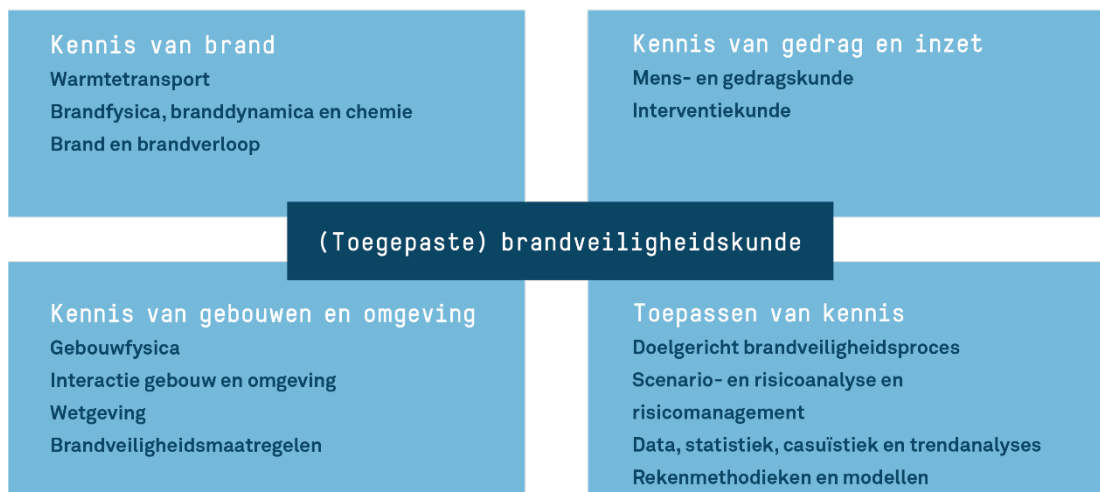 Kennis van brand
Warmtetransport
Brandfysica, branddynamica en chemie
Brand en brandverloop
Kennis van gedrag en inzet
Mens- en gedragskunde
Interventiekunde
(Toegepaste) brandveiligheidskunde
Kennis van gebouwen en omgeving
Gebouwfysica
Interactie gebouw en omgeving
Wetgeving
Brandveiligheidsmaatregelen
Toepassen van kennis
Doelgericht brandveiligheidsproces
Scenario- en risicoanalyse en
risicomanagement
Data, statistiek, casuïstiek en trendanalyses
Rekenmethodieken en modellen